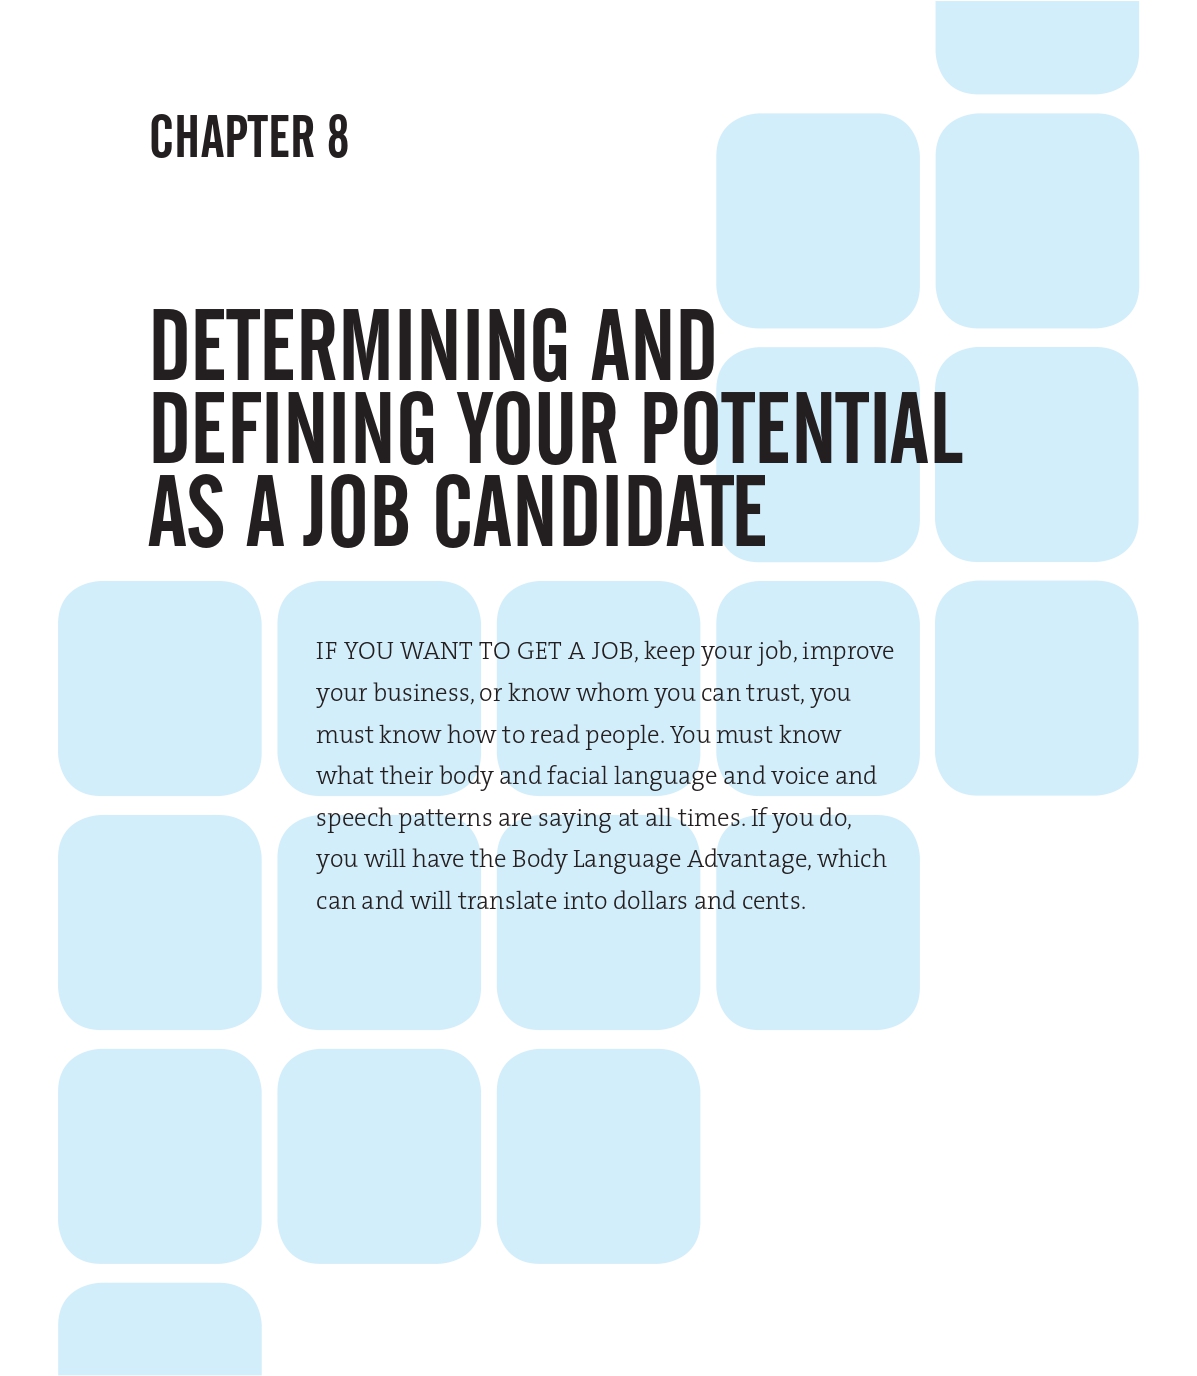 CHAPTER 8
DETERMINING AND
DEFINING YOUR POTENTIAL
AS A JOB CANDIDATE
IF YOU WANT TO GET A JOB, keep your job, improve
your business, or know whom you can trust, you
must know how to read people. You must know
what their body and facial language and voice and
speech patterns are saying at all times. If you do,
you will have the Body Language Advantage, which
can and will translate into dollars and cents.